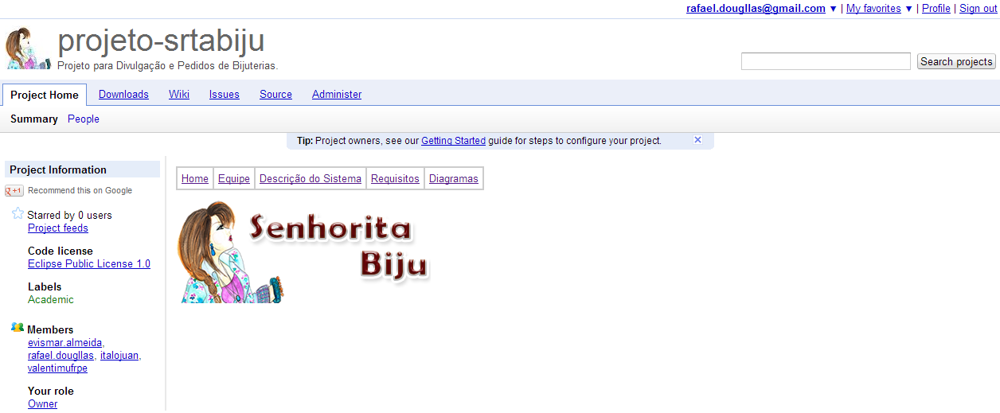 rafael.dougllas@gmail.com ▼ | My favorites ▼ | Profile | Sign out
projeto-srtabiju
Projeto para Divulgação e Pedidos de Bijuterias.
Search projects
Project Home Downloads Wiki Issues Source Administer
Summary People
Tip: Project owners, see our Getting Started guide for steps to configure your project.
Project Information
+1 Recommend this on Google
Starred by 0 users
Project feeds
Code license
Eclipse Public License 1.0
Labels
Academic
Members
evismar.almeida,
rafael.dougllas, italojuan,
valentimufrpe
Your role
Owner
Home Equipe Descrição do Sistema Requisitos Diagramas
Senhorita
Biju